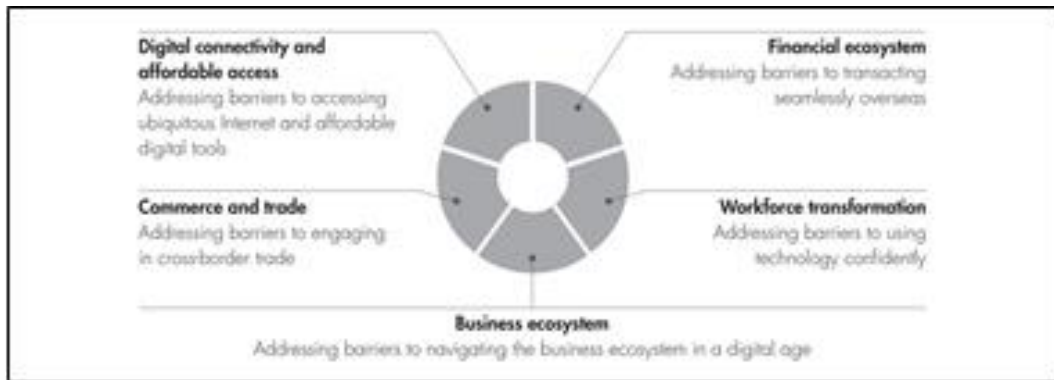 Digital connectivity and
affordable access
Addressing barriers to accessing
ubiquitous Internet and affordable
digital tools
Financial ecosystem
Addressing barriers to transacting
seamlessly overseas
Commerce and trade
Addressing barriers to engaging
in cross-border trade
Workforce transformation
Addressing barriers to using
technology confidently
Business ecosystem
Addressing barriers to navigating the business ecosystem in a digital age